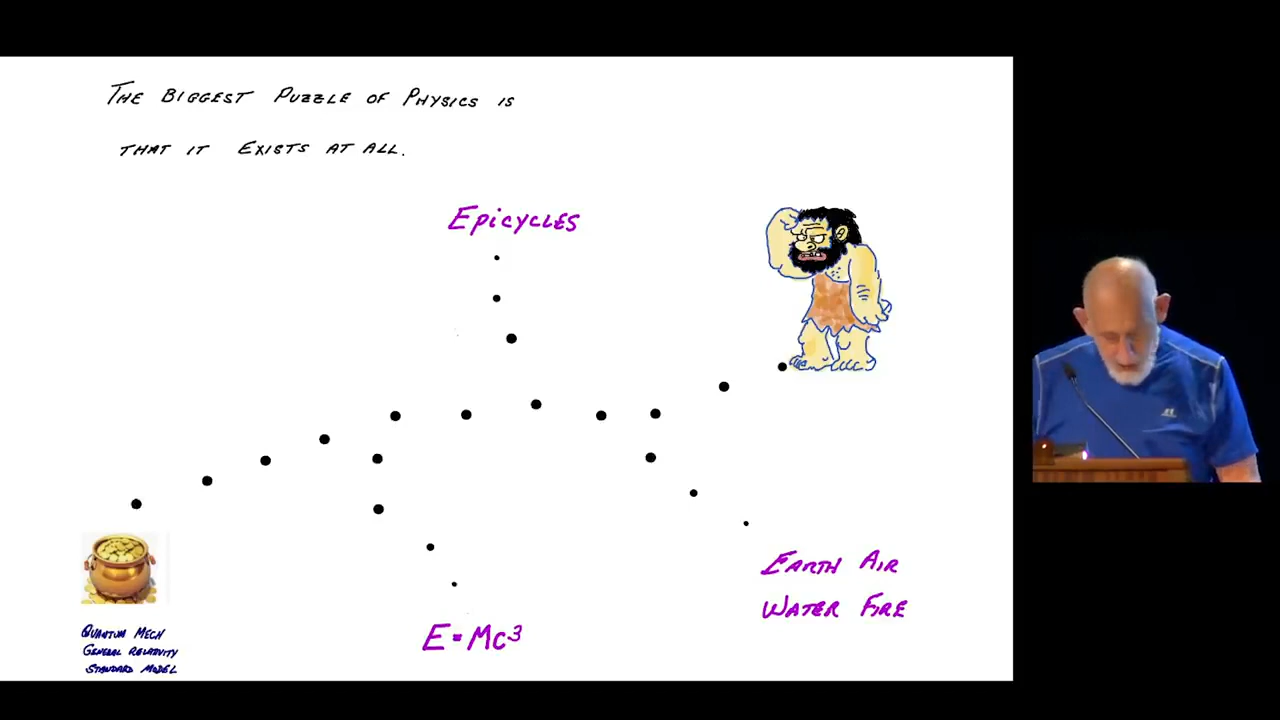 The Biggest Puzzle of Physics is
that it Exists at all.
Epicycles
Earth Air
Water Fire
E=Mc³
Quantum Mech
General Relativity
Standard Model